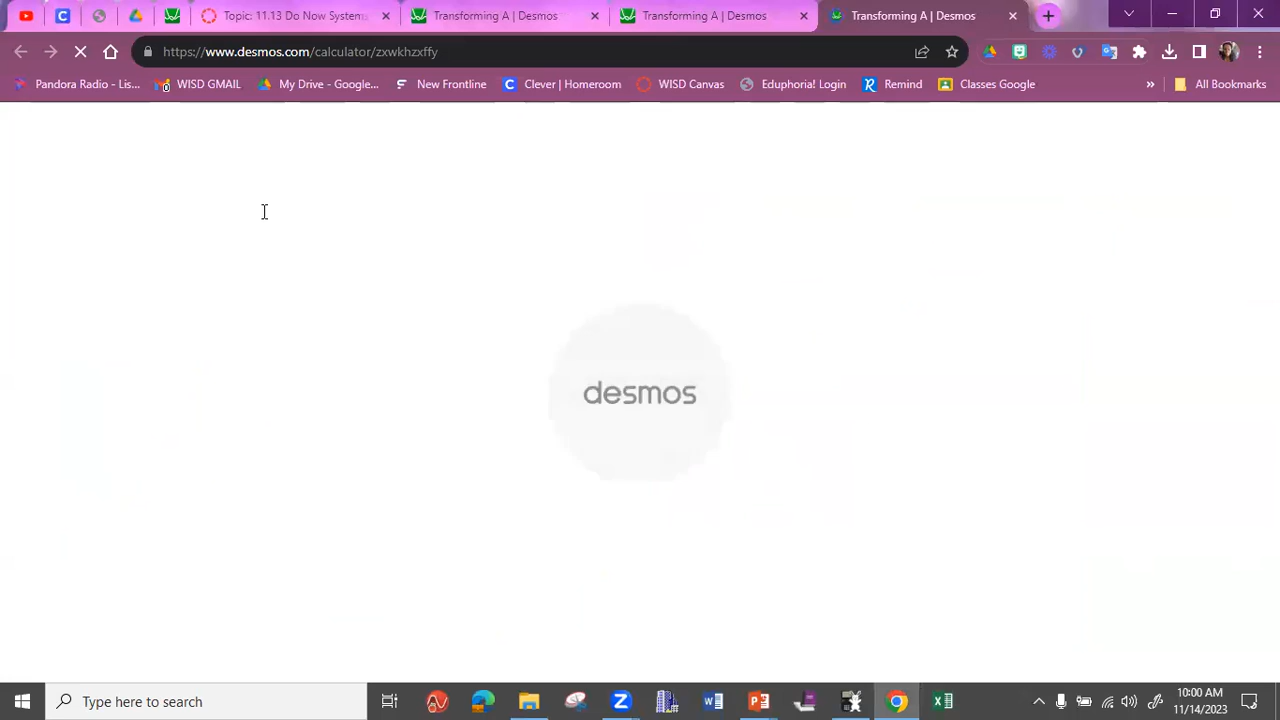 Topic: 11.13 Do Now System
Transforming A | Desmos
Transforming A | Desmos
Transforming A | Desmos
https://www.desmos.com/calculator/zxwkhzxffy
Pandora Radio - Lis...
WISD GMAIL
My Drive - Google...
New Frontline
Clever | Homeroom
WISD Canvas
Eduphoria! Login
Remind
Classes Google
»
All Bookmarks
desmos
Type here to search
10:00 AM
11/14/2023